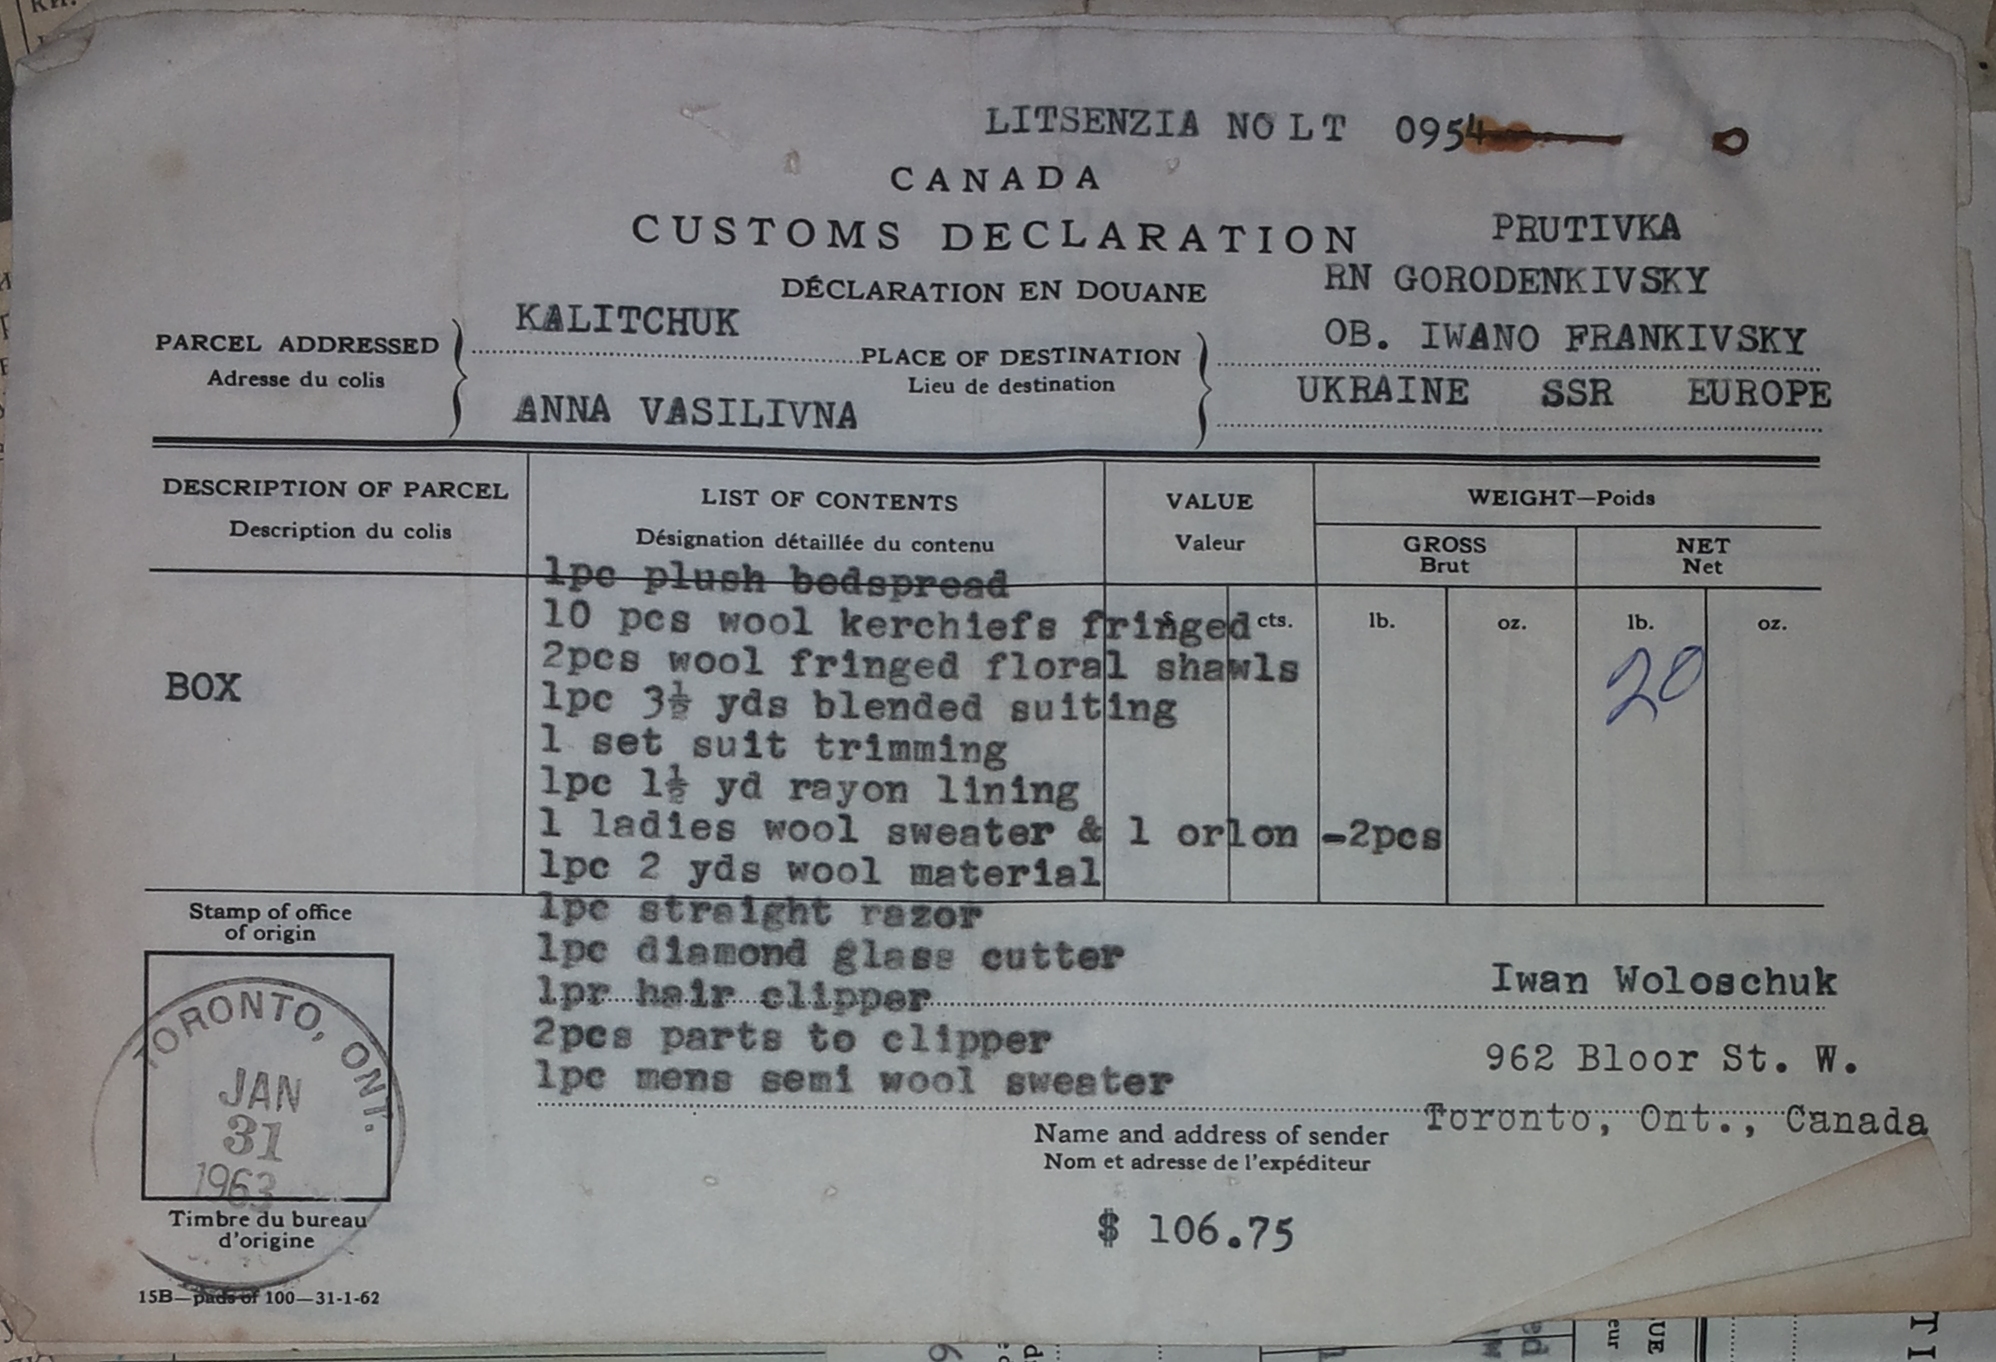 LITSENZIA NO LT 0954
CANADA
CUSTOMS DECLARATION
DÉCLARATION EN DOUANE
PRUTIVKA
RN GORODENKIVSKY
OB. IWANO FRANKIVSKY
UKRAINE SSR EUROPE
PARCEL ADDRESSED
Adresse du colis
KALITCHUK
ANNA VASILIVNA
PLACE OF DESTINATION
Lieu de destination
DESCRIPTION OF PARCEL
Description du colis
LIST OF CONTENTS
Désignation détaillée du contenu
VALUE
Valeur
WEIGHT—Poids
GROSS
Brut
NET
Net
$ cts.
lb. oz. lb. oz.
BOX
20
1pc plush bedspread
10 pcs wool kerchiefs fringed
2pcs wool fringed floral shawls
1pc 3½ yds blended suiting
1 set suit trimming
1pc 1½ yd rayon lining
1 ladies wool sweater & 1 orlon -2pcs
1pc 2 yds wool material
1pc straight razor
1pc diamond glass cutter
1pr hair clipper
2pcs parts to clipper
1pc mens semi wool sweater
Stamp of office
of origin
TORONTO, ONT.
JAN
31
1963
Timbre du bureau
d'origine
15B—pads of 100—31-1-62
Iwan Woloschuk
962 Bloor St. W.
Toronto, Ont., Canada
Name and address of sender
Nom et adresse de l'expéditeur
$ 106.75